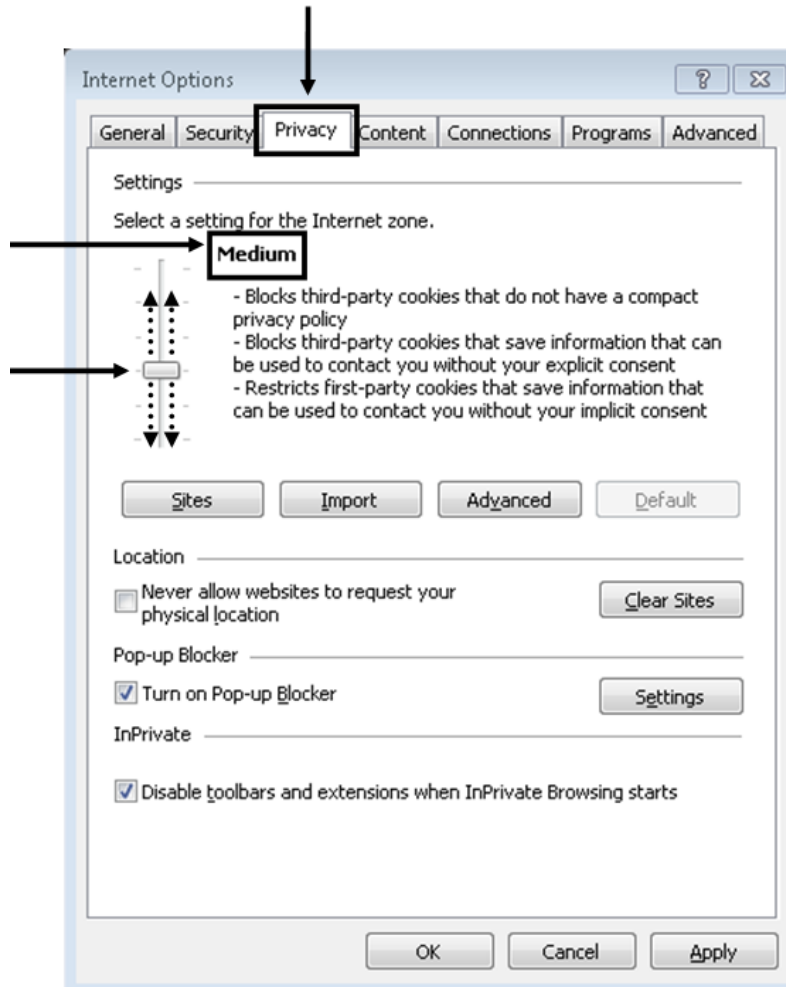 Internet Options
General Security Privacy Content Connections Programs Advanced
Settings
Select a setting for the Internet zone.
Medium
- Blocks third-party cookies that do not have a compact
privacy policy
- Blocks third-party cookies that save information that can
be used to contact you without your explicit consent
- Restricts first-party cookies that save information that
can be used to contact you without your implicit consent
Sites Import Advanced Default
Location
Never allow websites to request your
physical location
Clear Sites
Pop-up Blocker
Turn on Pop-up Blocker
Settings
InPrivate
Disable toolbars and extensions when InPrivate Browsing starts
OK Cancel Apply